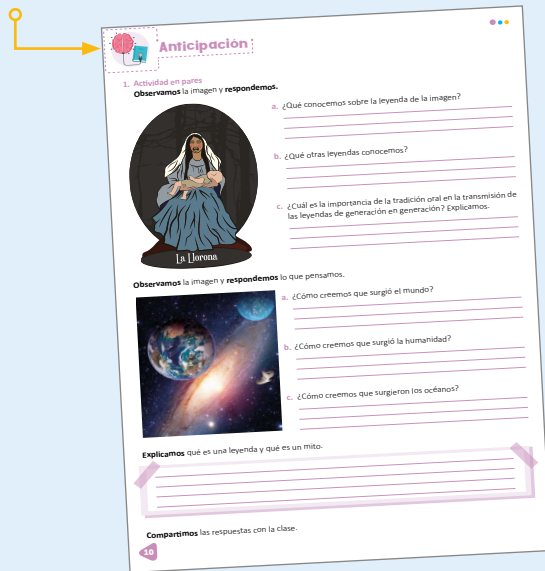 Anticipación
1. Actividad en pares
Observamos la imagen y respondemos.
a. ¿Qué conocemos sobre la leyenda de la imagen?
b. ¿Qué otras leyendas conocemos?
c. ¿Cuál es la importancia de la tradición oral en la transmisión de
las leyendas de generación en generación? Explicamos.
La Llorona
Observamos la imagen y respondemos lo que pensamos.
a. ¿Cómo creemos que surgió el mundo?
b. ¿Cómo creemos que surgió la humanidad?
c. ¿Cómo creemos que surgieron los océanos?
Explicamos qué es una leyenda y qué es un mito.
Compartimos las respuestas con la clase.
10